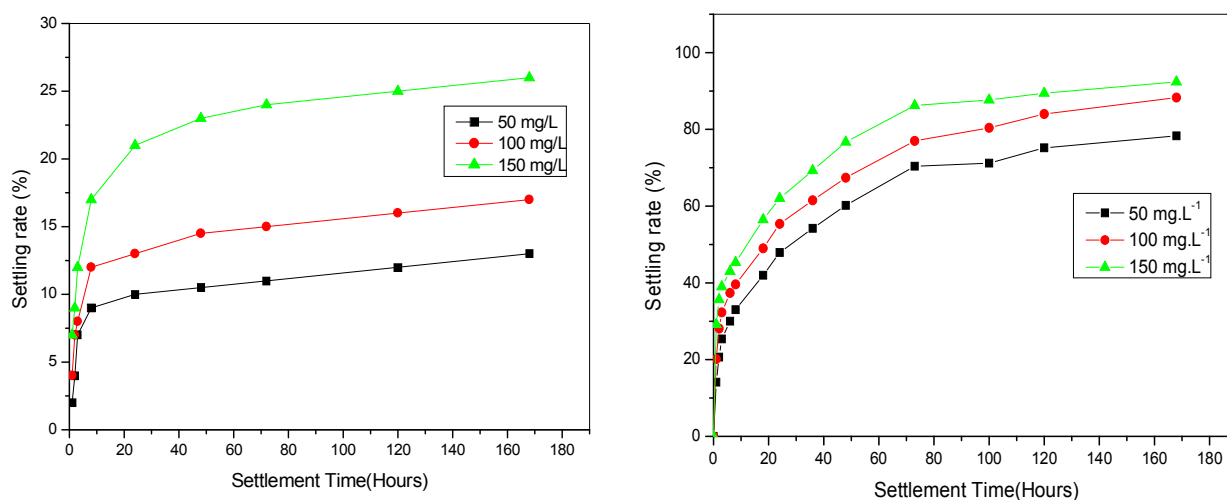 30
25
20
15
10
5
0
Settling rate (%)
50 mg/L
100 mg/L
150 mg/L
0 20 40 60 80 100 120 140 160 180
Settlement Time(Hours)
100
80
60
40
20
0
Settling rate (%)
50 mg.L⁻¹
100 mg.L⁻¹
150 mg.L⁻¹
0 20 40 60 80 100 120 140 160 180
Settlement Time(Hours)